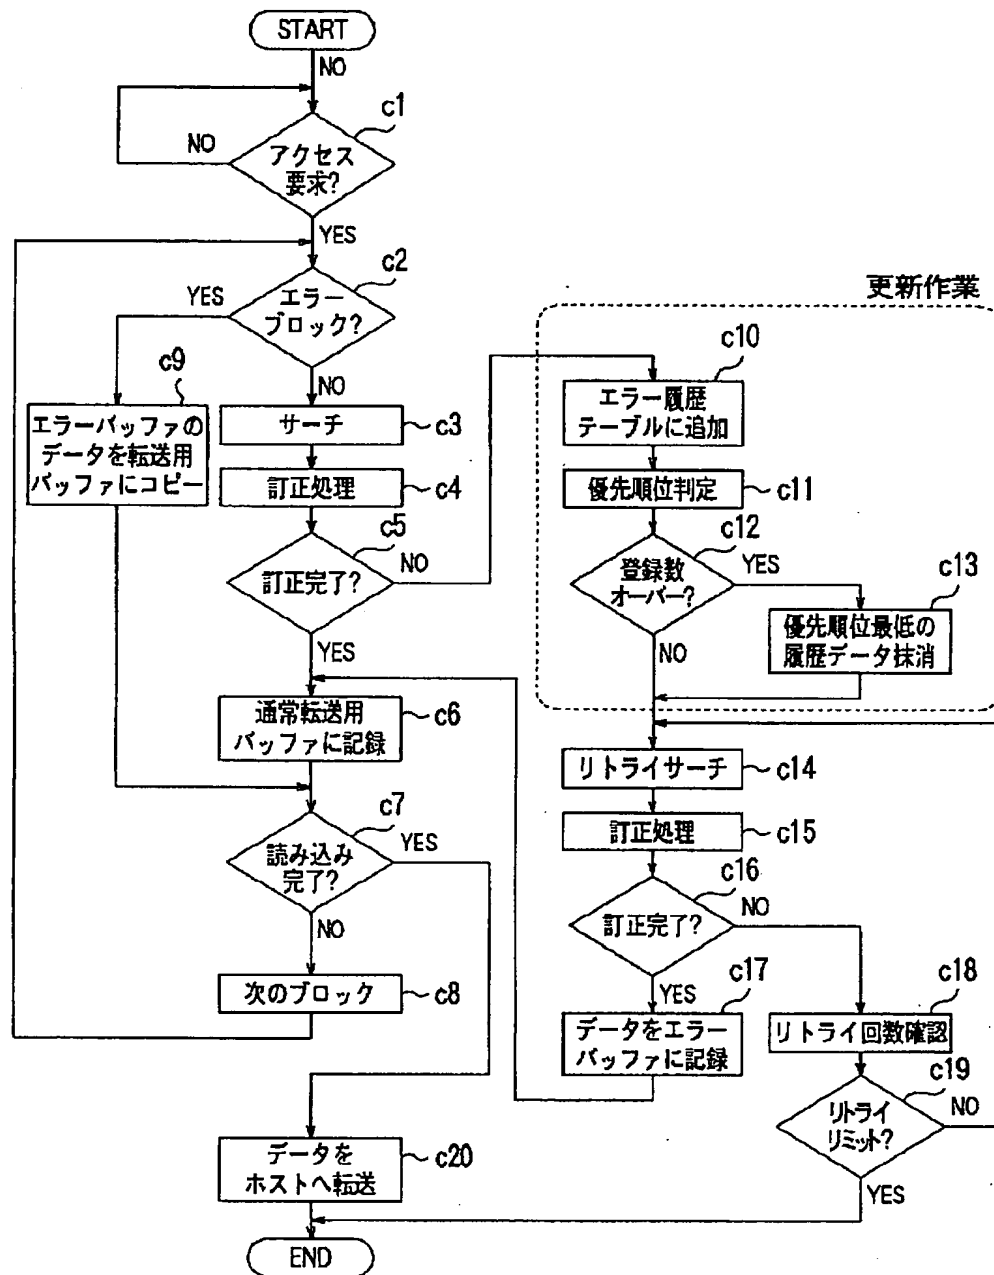 START
NO
c1
NO
アクセス
要求?
YES
c2
YES
エラー
ブロック?
NO
c9
エラーバッファの
データを転送用
バッファにコピー
サーチ
c3
訂正処理
c4
c5
訂正完了?
NO
YES
通常転送用
バッファに記録
c6
c7
読み込み
完了?
YES
NO
次のブロック
c8
データを
ホストへ転送
c20
END
更新作業
c10
エラー履歴
テーブルに追加
優先順位判定
c11
c12
登録数
オーバー?
YES
NO
c13
優先順位最低の
履歴データ抹消
リトライサーチ
c14
訂正処理
c15
c16
訂正完了?
NO
YES
c17
データをエラー
バッファに記録
c18
リトライ回数確認
c19
リトライ
リミット?
NO
YES